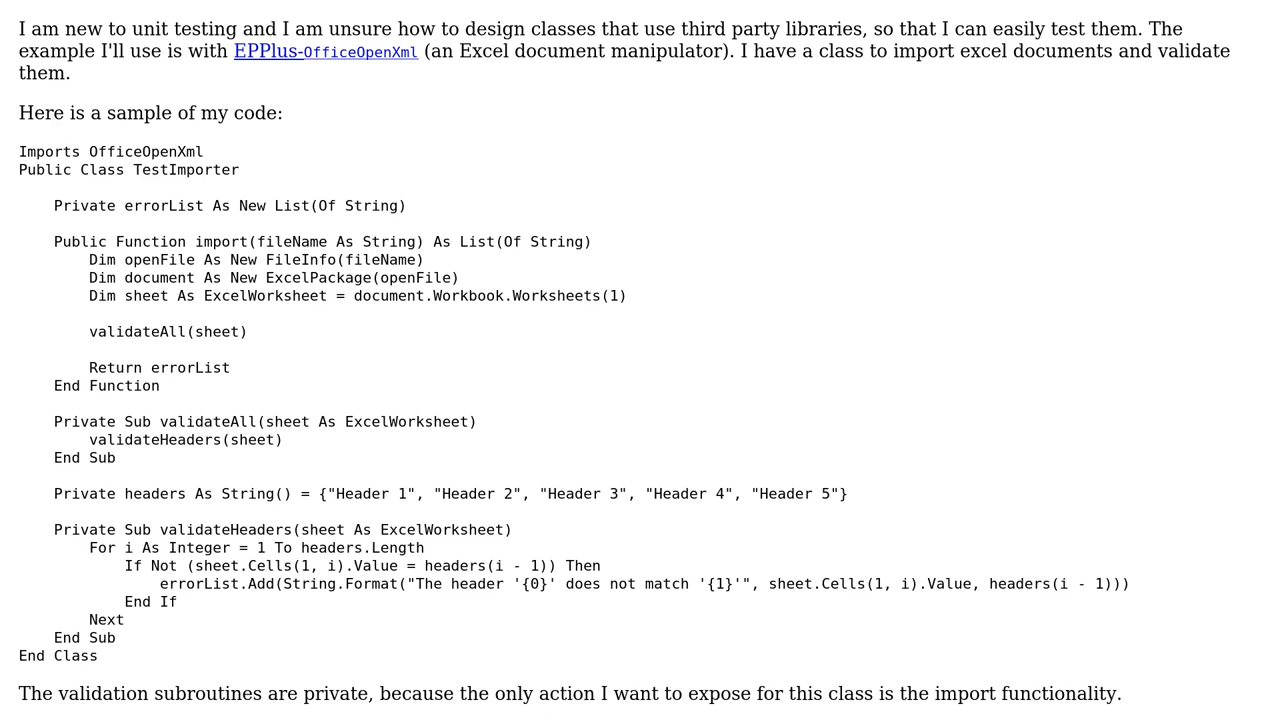 I am new to unit testing and I am unsure how to design classes that use third party libraries, so that I can easily test them. The
example I'll use is with EPPlus-OfficeOpenXml (an Excel document manipulator). I have a class to import excel documents and validate
them.
Here is a sample of my code:
Imports OfficeOpenXml
Public Class TestImporter
    Private errorList As New List(Of String)
    Public Function import(fileName As String) As List(Of String)
        Dim openFile As New FileInfo(fileName)
        Dim document As New ExcelPackage(openFile)
        Dim sheet As ExcelWorksheet = document.Workbook.Worksheets(1)
        validateAll(sheet)
        Return errorList
    End Function
    Private Sub validateAll(sheet As ExcelWorksheet)
        validateHeaders(sheet)
    End Sub
    Private headers As String() = {"Header 1", "Header 2", "Header 3", "Header 4", "Header 5"}
    Private Sub validateHeaders(sheet As ExcelWorksheet)
        For i As Integer = 1 To headers.Length
            If Not (sheet.Cells(1, i).Value = headers(i - 1)) Then
                errorList.Add(String.Format("The header '{0}' does not match '{1}'", sheet.Cells(1, i).Value, headers(i - 1)))
            End If
        Next
    End Sub
End Class
The validation subroutines are private, because the only action I want to expose for this class is the import functionality.